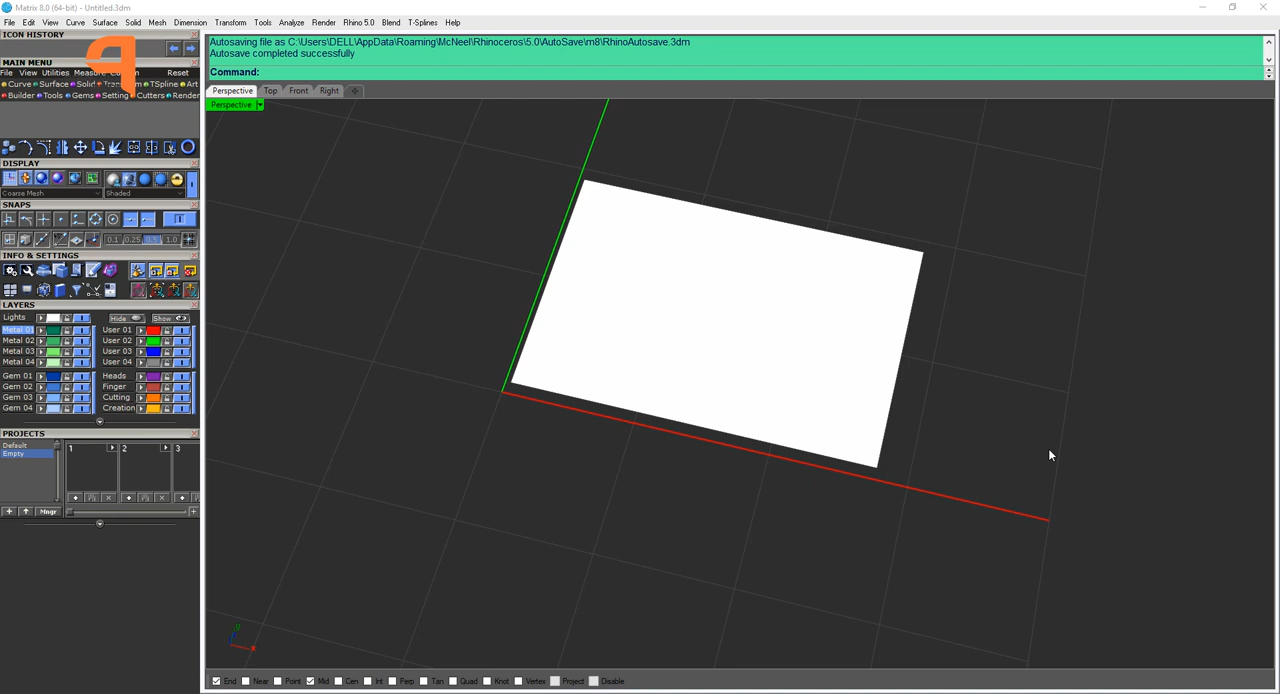 Matrix 8.0 (64-bit) - Untitled.3dm
File Edit View Curve Surface Solid Mesh Dimension Transform Tools Analyze Render Rhino 5.0 Blend T-Splines Help
ICON HISTORY
Autosaving file as C:\Users\DELL\AppData\Roaming\McNeel\Rhinoceros\5.0\AutoSave\m8\RhinoAutosave.3dm
Autosave completed successfully
MAIN MENU
Command:
File View Utilities Measure Reset
Curve Surface Solid TSpline Art
Builder Tools Gems Setting Cutters Render
Perspective Top Front Right
Perspective
DISPLAY
Coarse Mesh Shaded
SNAPS
0.1 0.25 0.5 1.0
INFO & SETTINGS
LAYERS
Lights Hide Show
Metal 01 User 01
Metal 02 User 02
Metal 03 User 03
Metal 04 User 04
Gem 01 Heads
Gem 02 Finger
Gem 03 Cutting
Gem 04 Creation
PROJECTS
Default
Empty
1 2 3
Mngr
y
x
End Near Point Mid Cen Int Perp Tan Quad Knot Vertex Project Disable